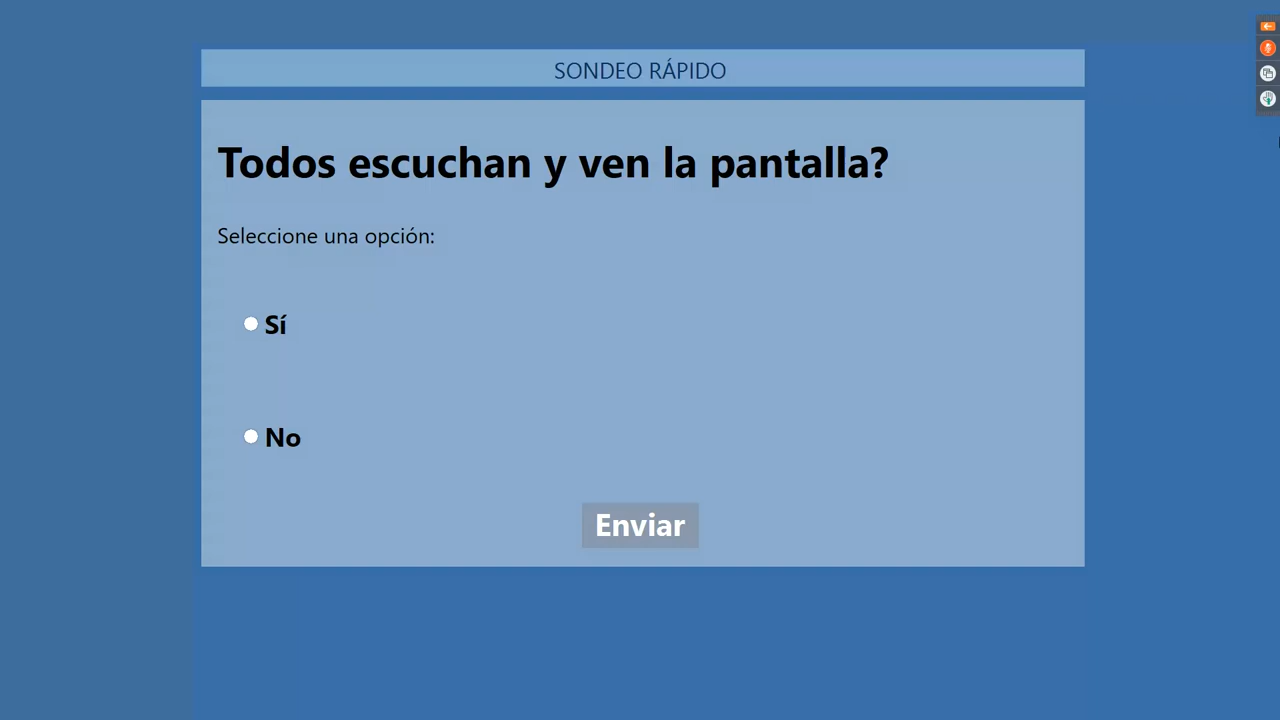 SONDEO RÁPIDO
Todos escuchan y ven la pantalla?
Seleccione una opción:
Sí
No
Enviar